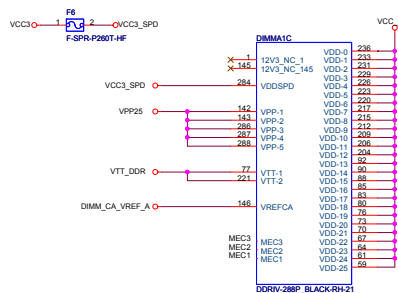 F6
VCC3 1 2 VCC3_SPD
F-SPR-P260T-HF
VCC
DIMMA1C
1 12V3_NC_1 VDD-0 236
145 12V3_NC_145 VDD-1 233
VDD-2 231
VCC3_SPD 284 VDDSPD VDD-3 229
VDD-4 226
VDD-5 223
VDD-6 220
VPP25 142 VPP-1 VDD-7 217
143 VPP-2 VDD-8 215
286 VPP-3 VDD-9 212
287 VPP-4 VDD-10 209
288 VPP-5 VDD-11 206
VDD-12 204
VDD-13 92
VTT_DDR 77 VTT-1 VDD-14 90
221 VTT-2 VDD-15 88
VDD-16 85
VDD-17 83
DIMM_CA_VREF_A 146 VREFCA VDD-18 80
VDD-19 76
VDD-20 73
VDD-21 70
MEC3 MEC3 VDD-22 67
MEC2 MEC2 VDD-23 64
MEC1 MEC1 VDD-24 61
VDD-25 59
DDRIV-288P_BLACK-RH-21